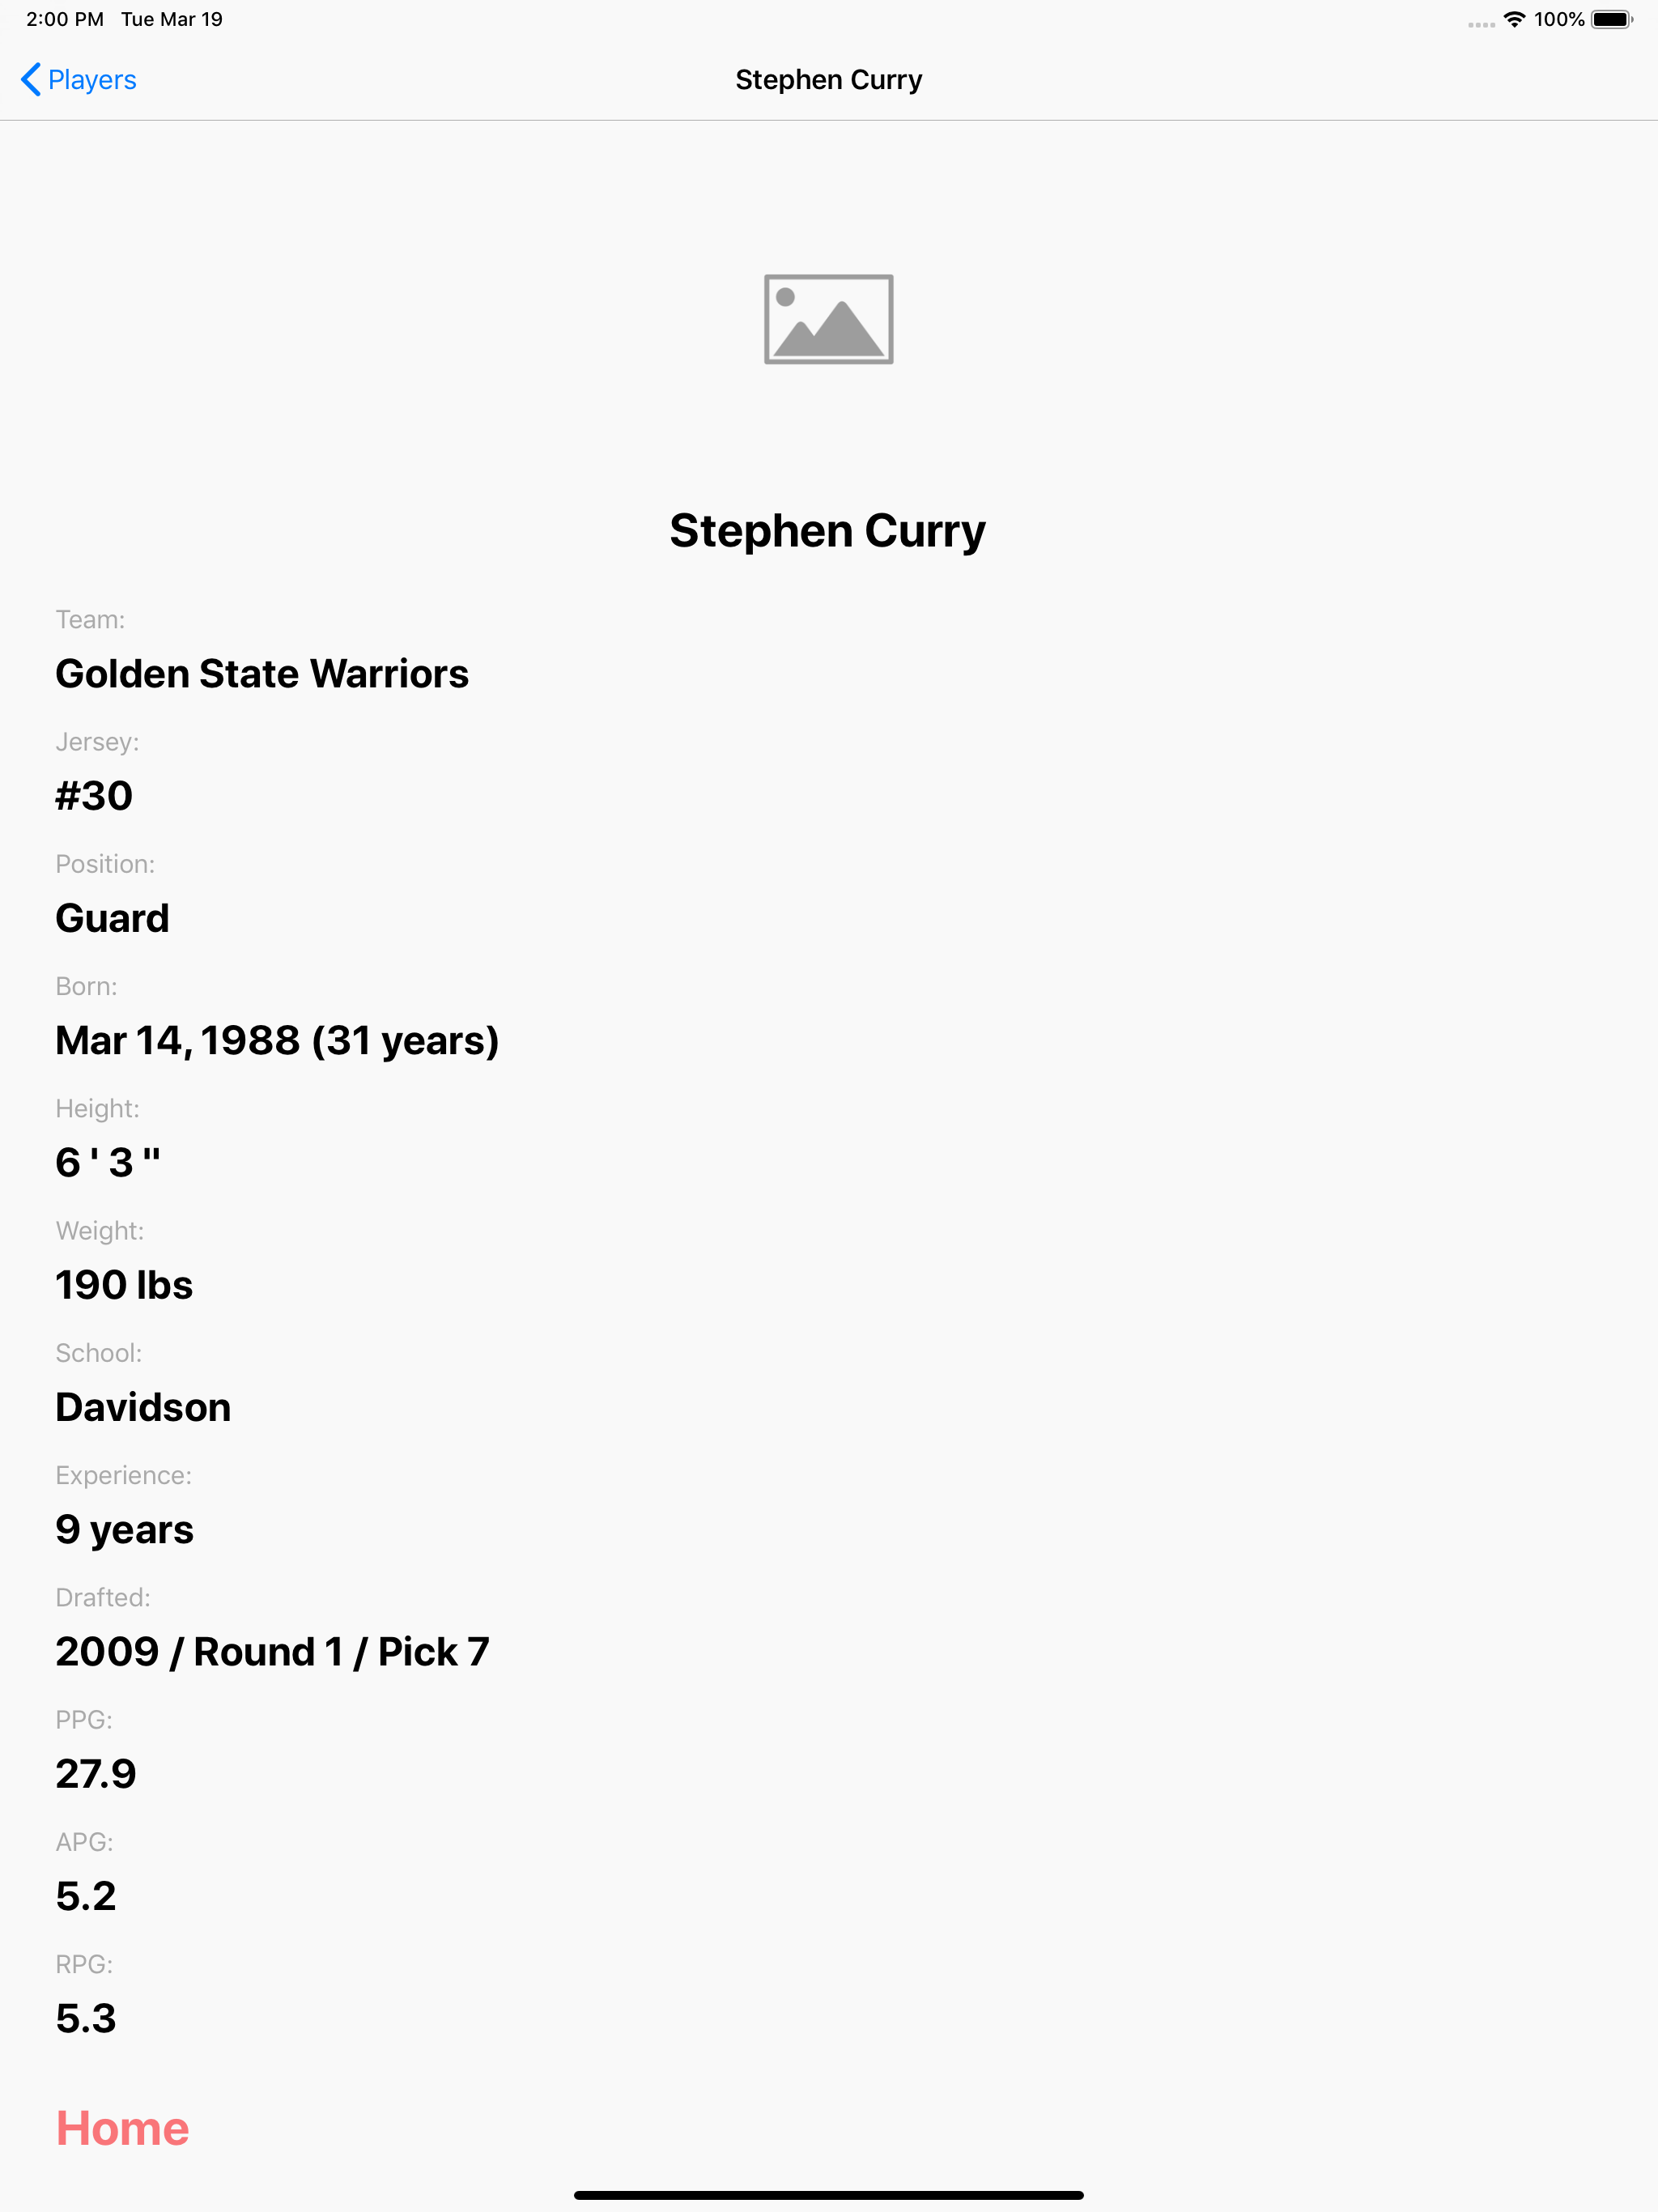 2:00 PM Tue Mar 19 100%
Players Stephen Curry
Stephen Curry
Team:
Golden State Warriors
Jersey:
#30
Position:
Guard
Born:
Mar 14, 1988 (31 years)
Height:
6 ' 3 "
Weight:
190 lbs
School:
Davidson
Experience:
9 years
Drafted:
2009 / Round 1 / Pick 7
PPG:
27.9
APG:
5.2
RPG:
5.3
Home